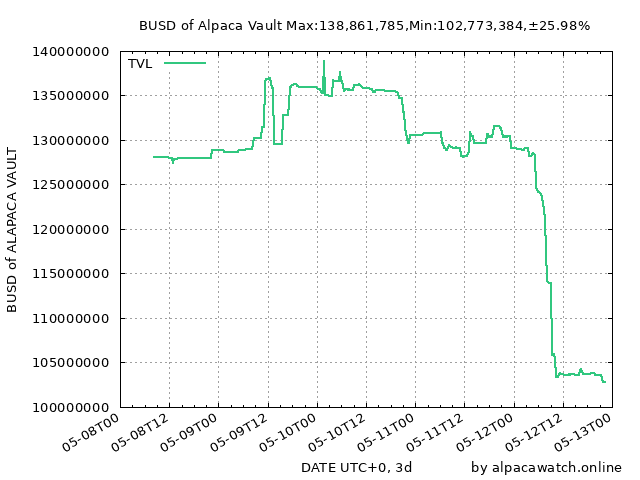 BUSD of Alpaca Vault Max:138,861,785,Min:102,773,384,±25.98%
TVL
BUSD of ALAPACA VAULT
140000000
135000000
130000000
125000000
120000000
115000000
110000000
105000000
100000000
05-08T00
05-08T12
05-09T00
05-09T12
05-10T00
05-10T12
05-11T00
05-11T12
05-12T00
05-12T12
05-13T00
DATE UTC+0, 3d
by alpacawatch.online